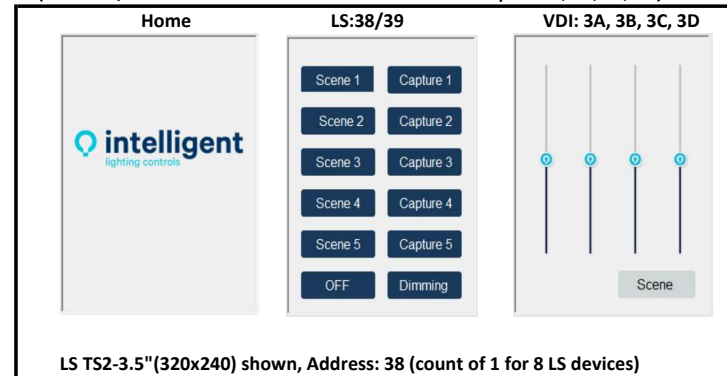 Home LS:38/39 VDI: 3A, 3B, 3C, 3D
intelligent
lighting controls
Scene 1 Capture 1
Scene 2 Capture 2
Scene 3 Capture 3
Scene 4 Capture 4
Scene 5 Capture 5
OFF Dimming
Scene
LS TS2-3.5"(320x240) shown, Address: 38 (count of 1 for 8 LS devices)